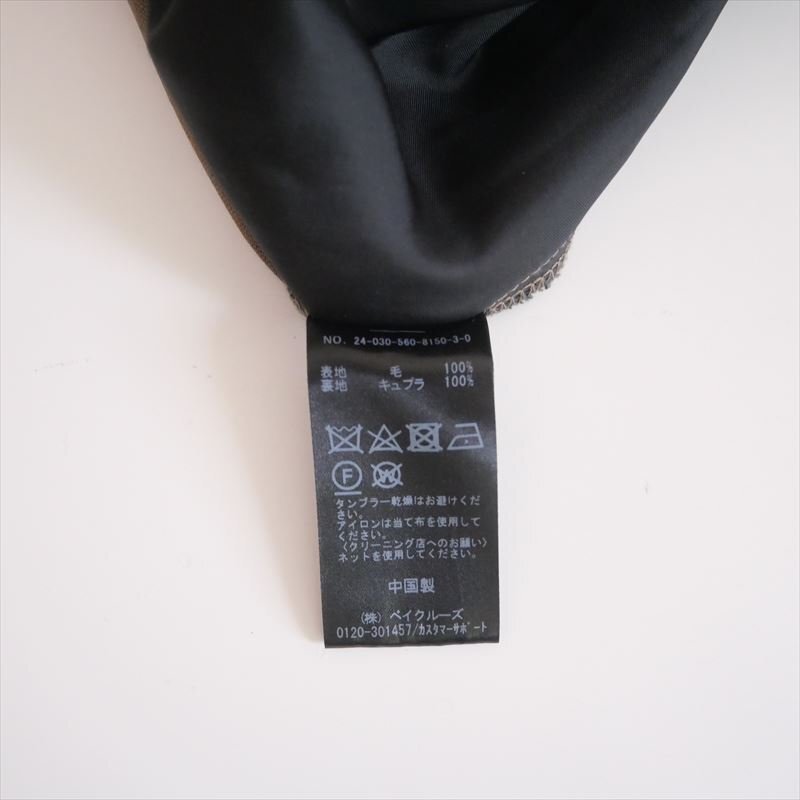 NO. 24-030-560-8150-3-0
表地 毛 100%
裏地 キュプラ 100%
F W
タンブラー乾燥はお避けくだ
さい。
アイロンは当て布を使用して
ください。
〈クリーニング店へのお願い〉
ネットを使用してください。
中国製
(株) ベイクルーズ
0120-301457/カスタマーサポート